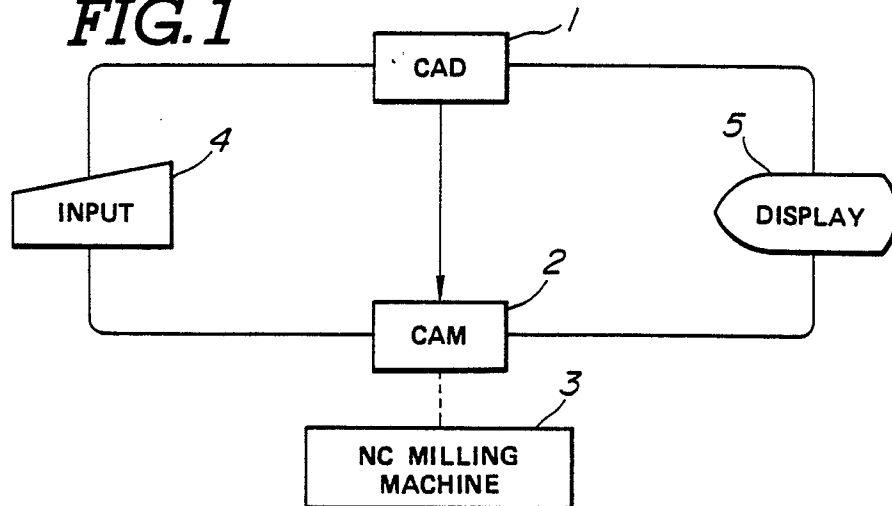 FIG. 1
1
CAD
4
5
INPUT
DISPLAY
2
CAM
3
NC MILLING
MACHINE